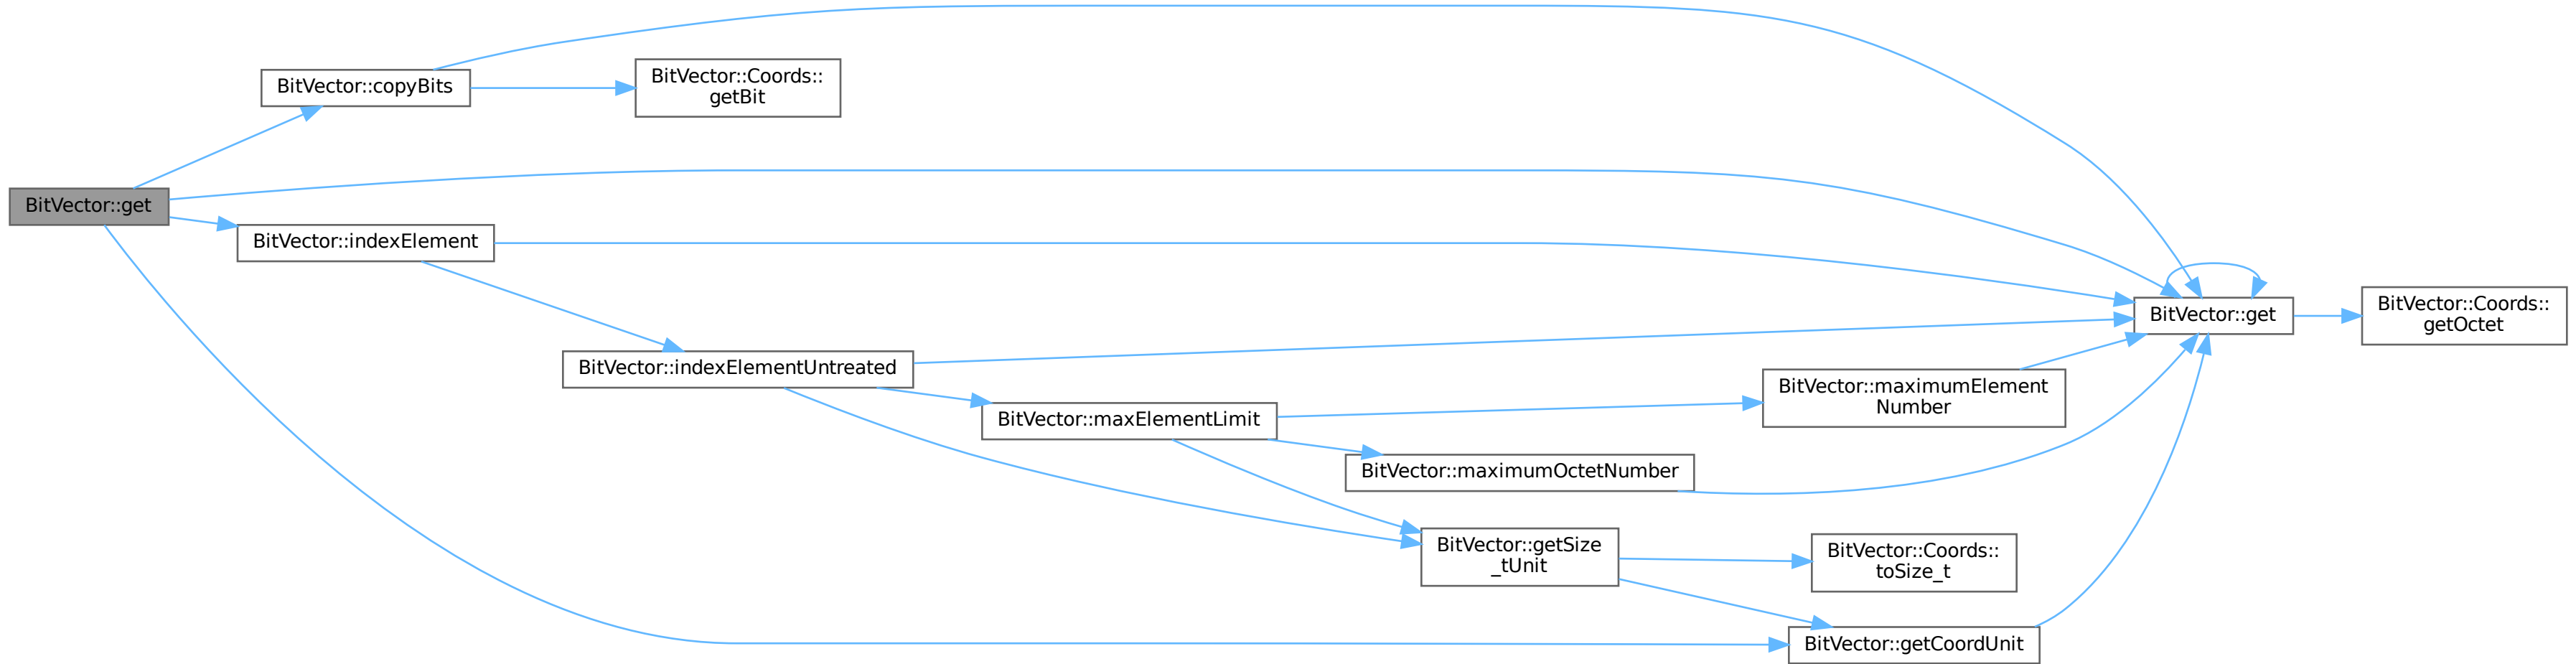 BitVector::get
BitVector::copyBits
BitVector::Coords::
getBit
BitVector::indexElement
BitVector::indexElementUntreated
BitVector::maxElementLimit
BitVector::maximumElement
Number
BitVector::maximumOctetNumber
BitVector::getSize
_tUnit
BitVector::Coords::
toSize_t
BitVector::getCoordUnit
BitVector::get
BitVector::Coords::
getOctet